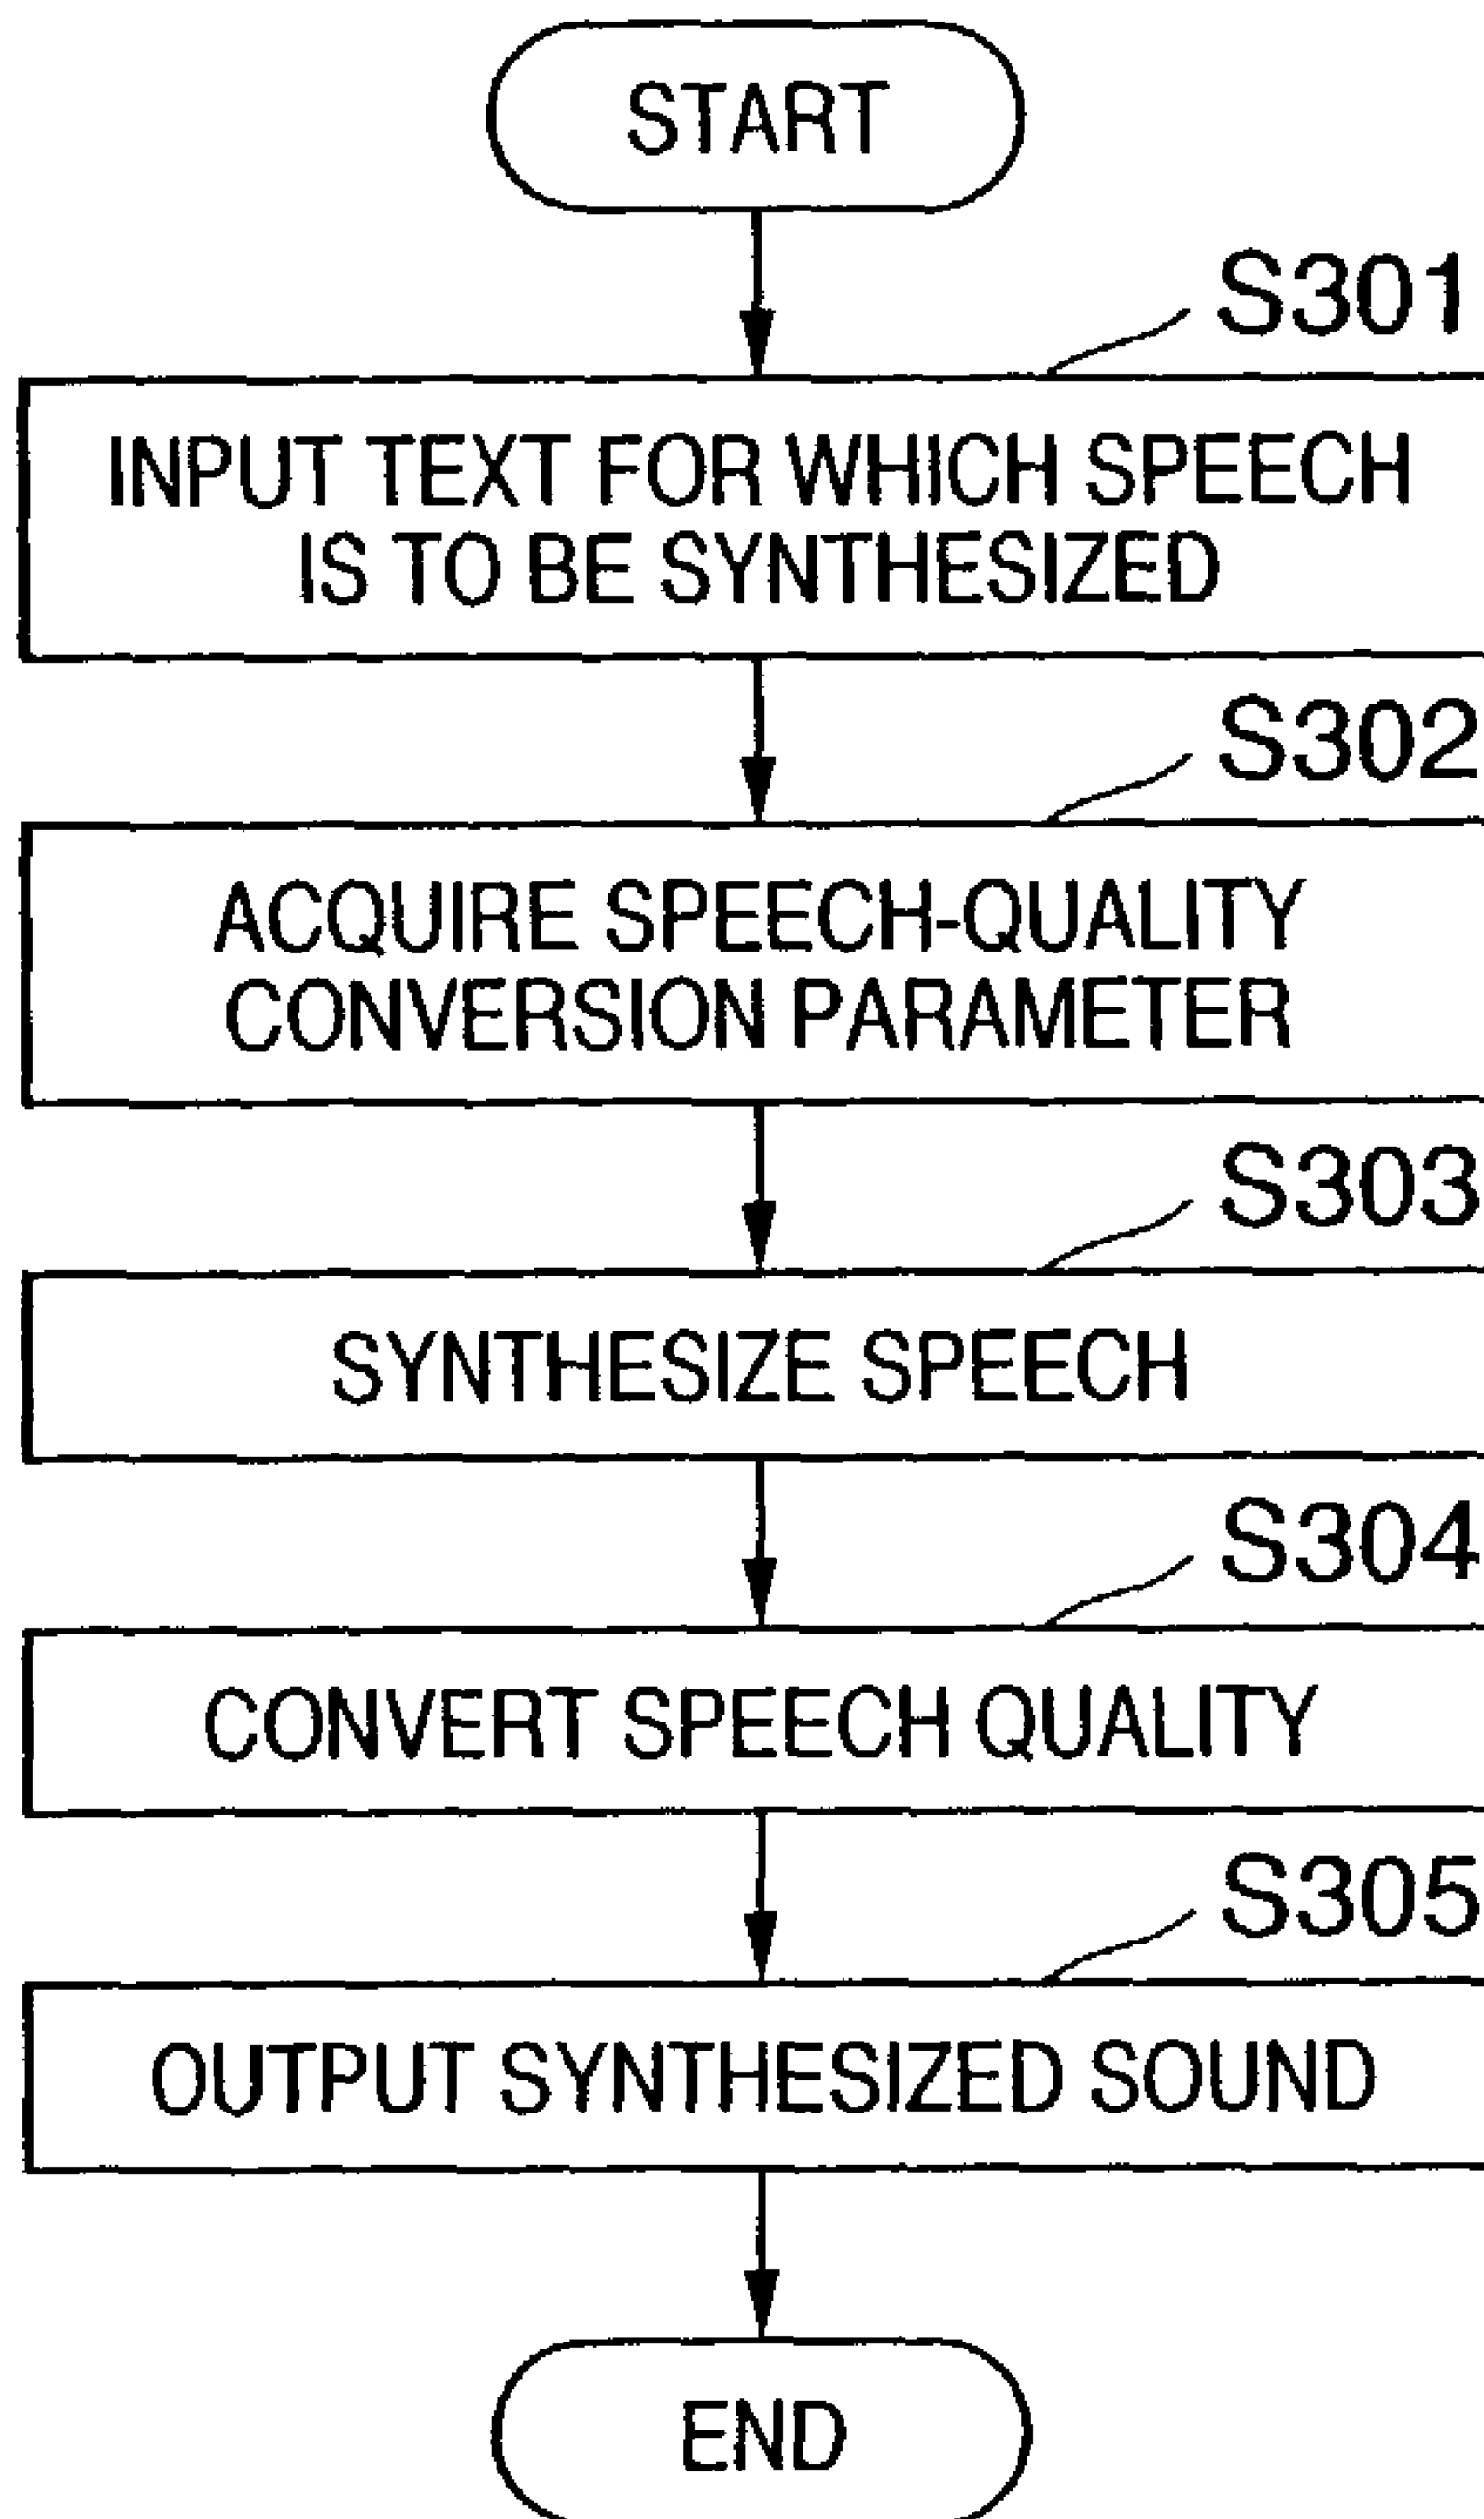 START
S301
INPUT TEXT FOR WHICH SPEECH
IS TO BE SYNTHESIZED
S302
ACQUIRE SPEECH-QUALITY
CONVERSION PARAMETER
S303
SYNTHESIZE SPEECH
S304
CONVERT SPEECH QUALITY
S305
OUTPUT SYNTHESIZED SOUND
END